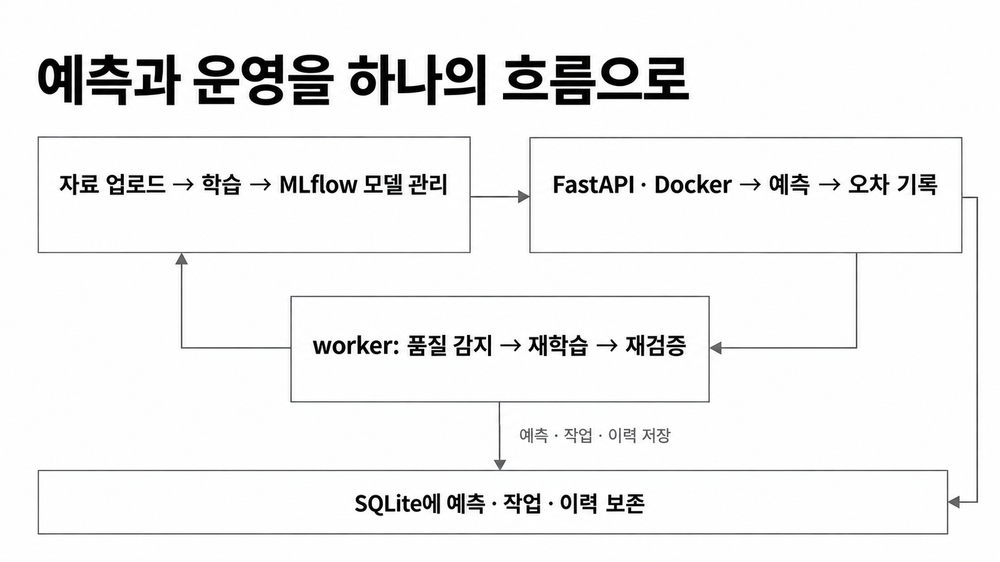 예측과 운영을 하나의 흐름으로
자료 업로드 → 학습 → MLflow 모델 관리
FastAPI · Docker → 예측 → 오차 기록
worker: 품질 감지 → 재학습 → 재검증
예측 · 작업 · 이력 저장
SQLite에 예측 · 작업 · 이력 보존